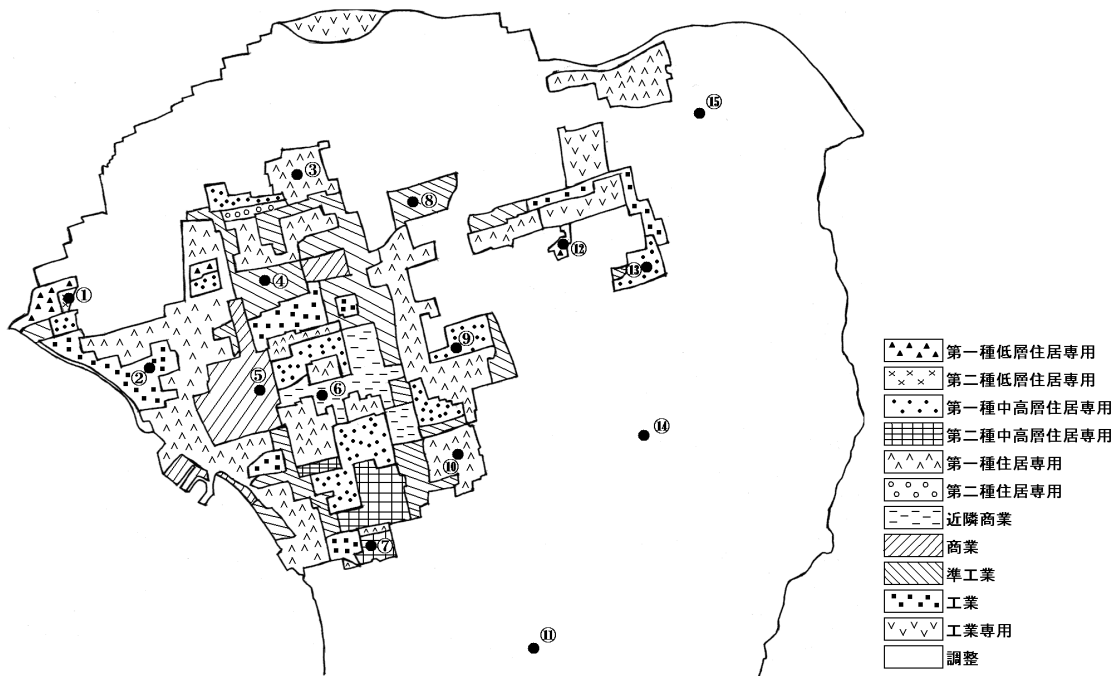 ⑮
③
⑧
⑫
⑬
④
①
⑨
②
⑤
⑥
⑭
⑩
⑦
⑪
第一種低層住居専用
第二種低層住居専用
第一種中高層住居専用
第二種中高層住居専用
第一種住居専用
第二種住居専用
近隣商業
商業
準工業
工業
工業専用
調整